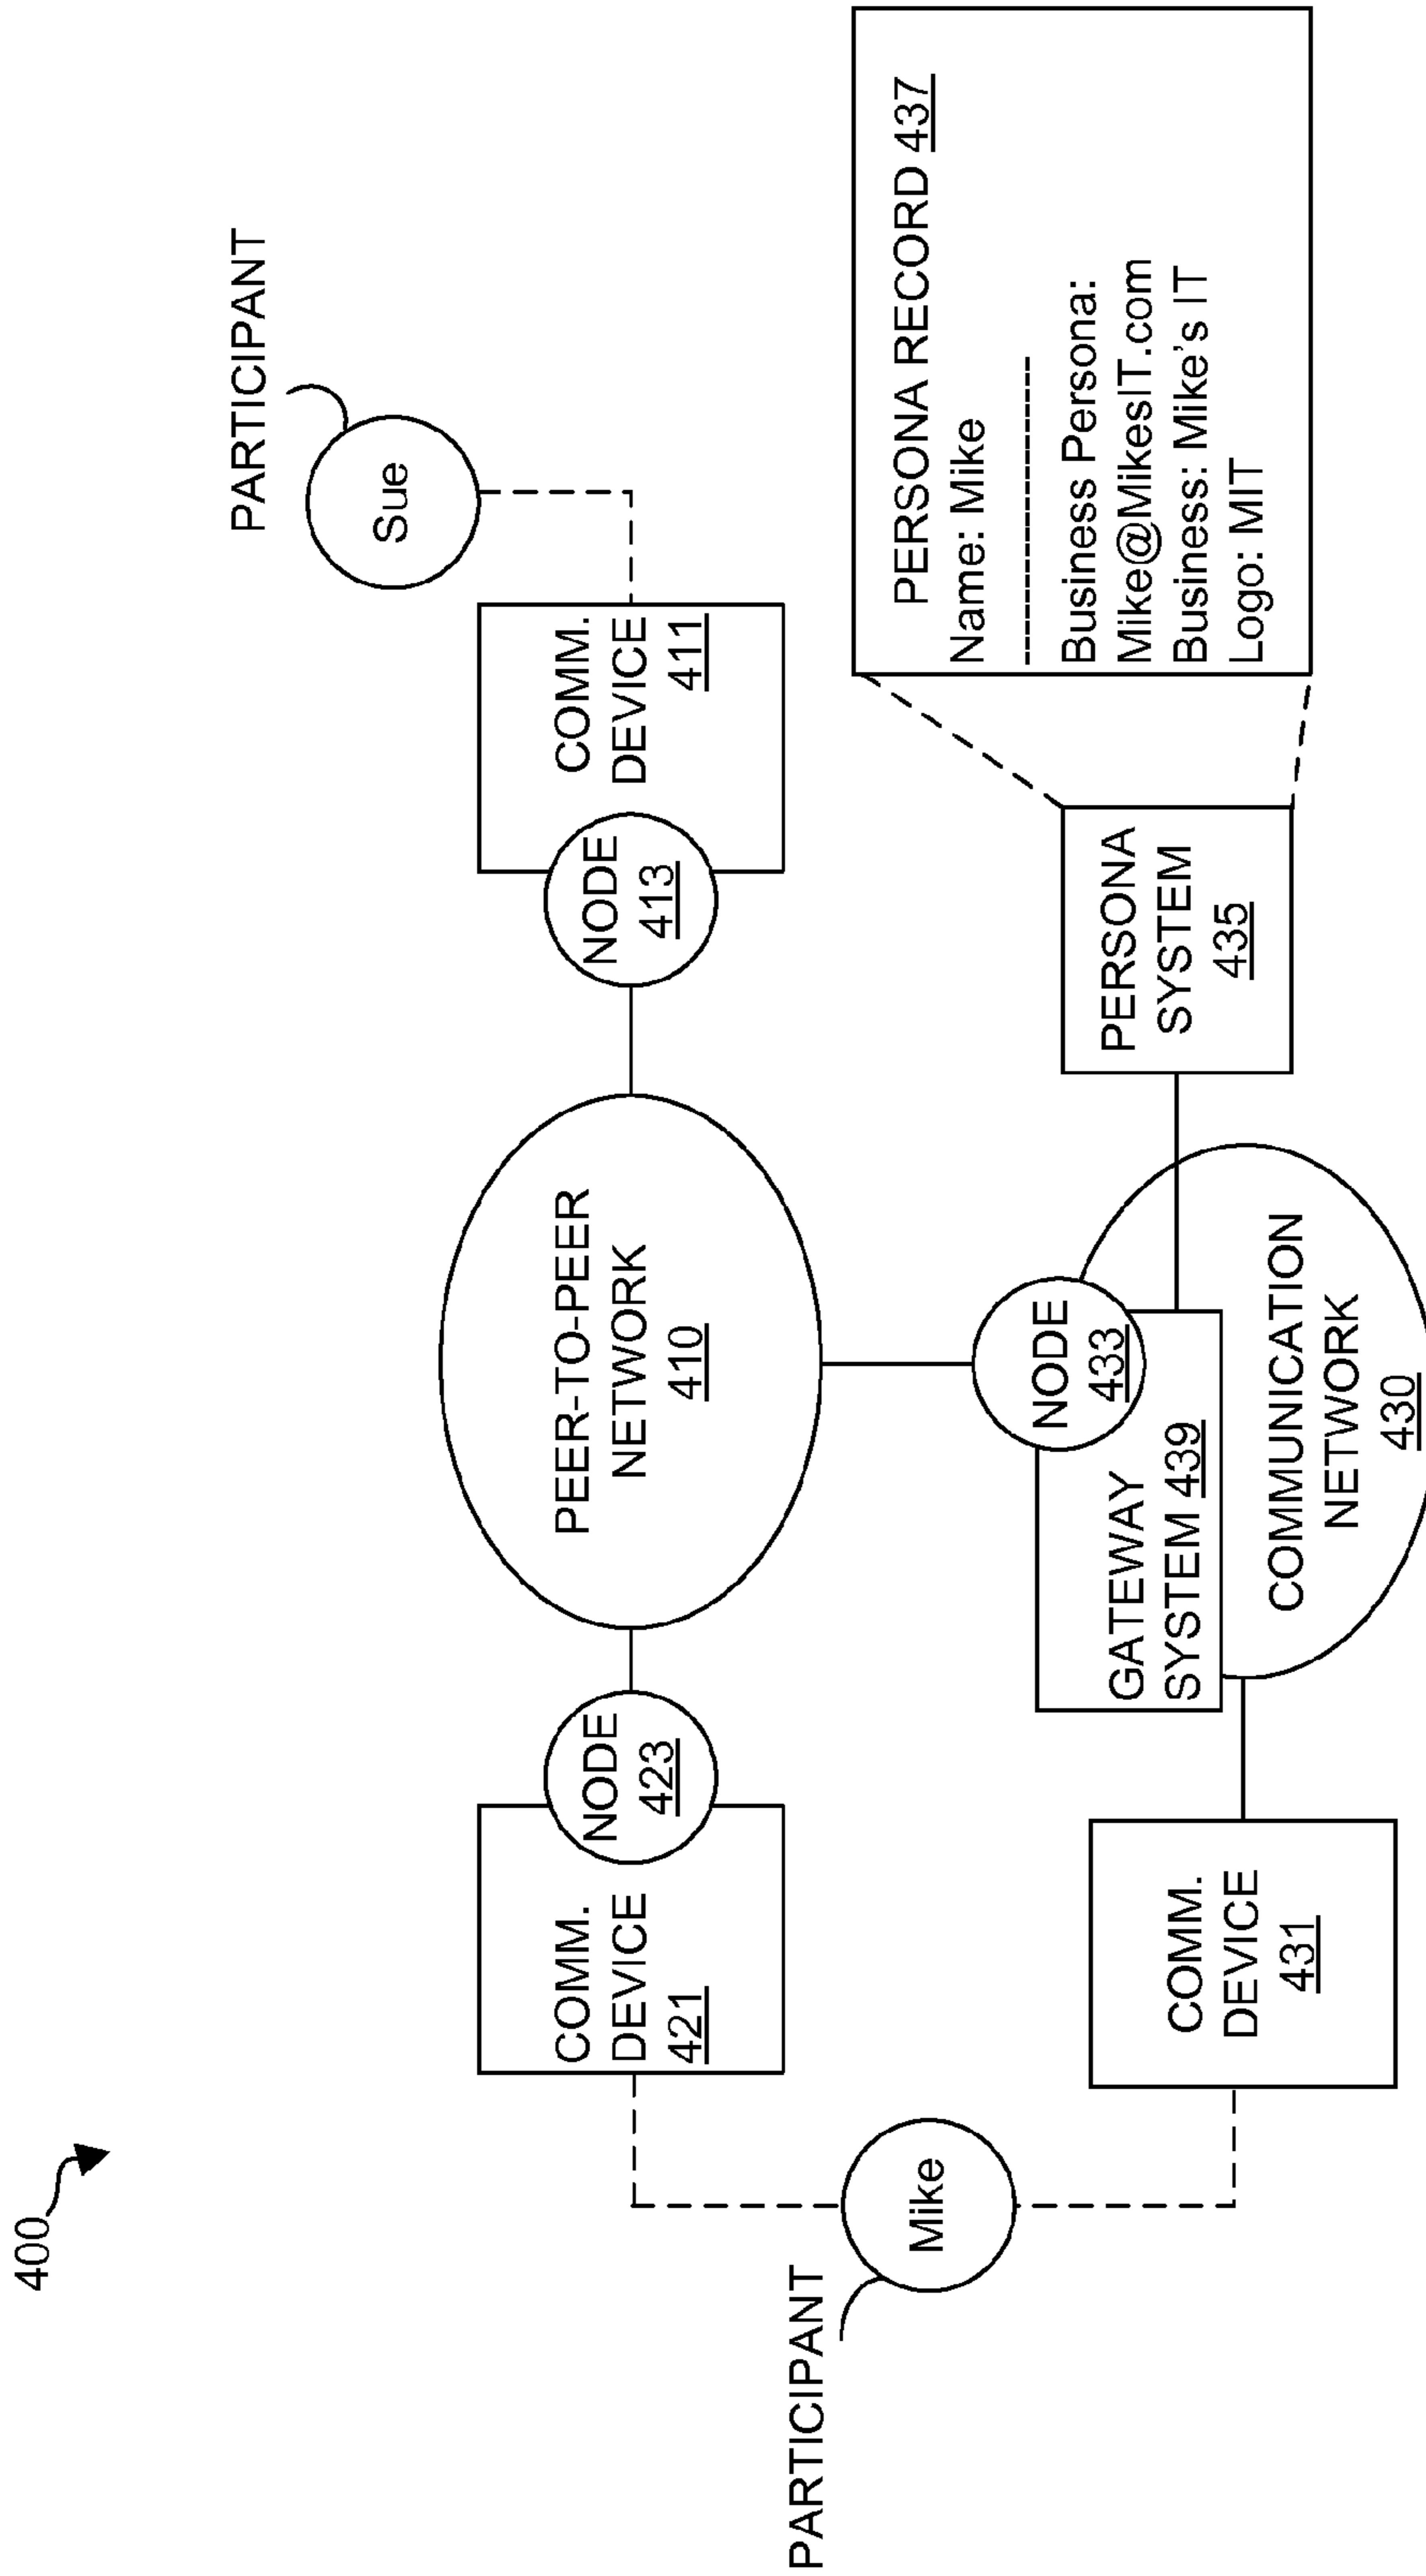 400
PARTICIPANT
Sue
COMM.
DEVICE
421
NODE
423
PEER-TO-PEER
NETWORK
410
NODE
413
COMM.
DEVICE
411
PARTICIPANT
Mike
COMM.
DEVICE
431
GATEWAY
SYSTEM 439
NODE
433
COMMUNICATION
NETWORK
430
PERSONA
SYSTEM
435
PERSONA RECORD 437
Name: Mike
Business Persona:
Mike@MikesIT.com
Business: Mike's IT
Logo: MIT